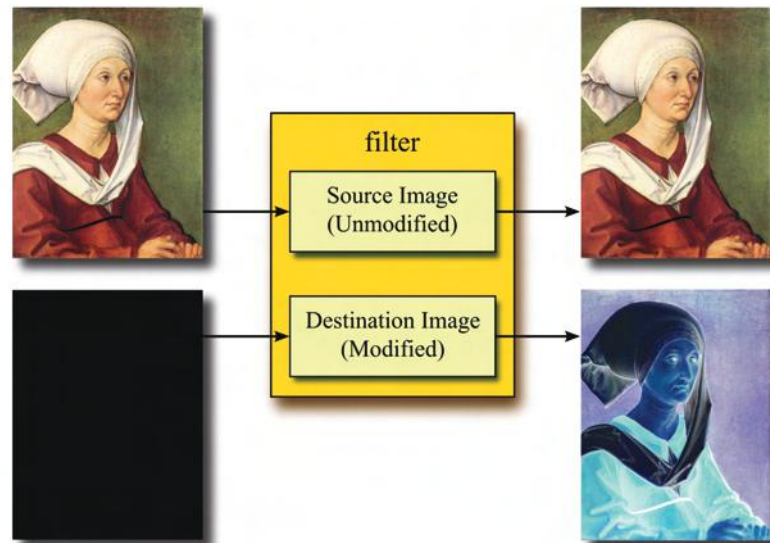 filter
Source Image
(Unmodified)
Destination Image
(Modified)